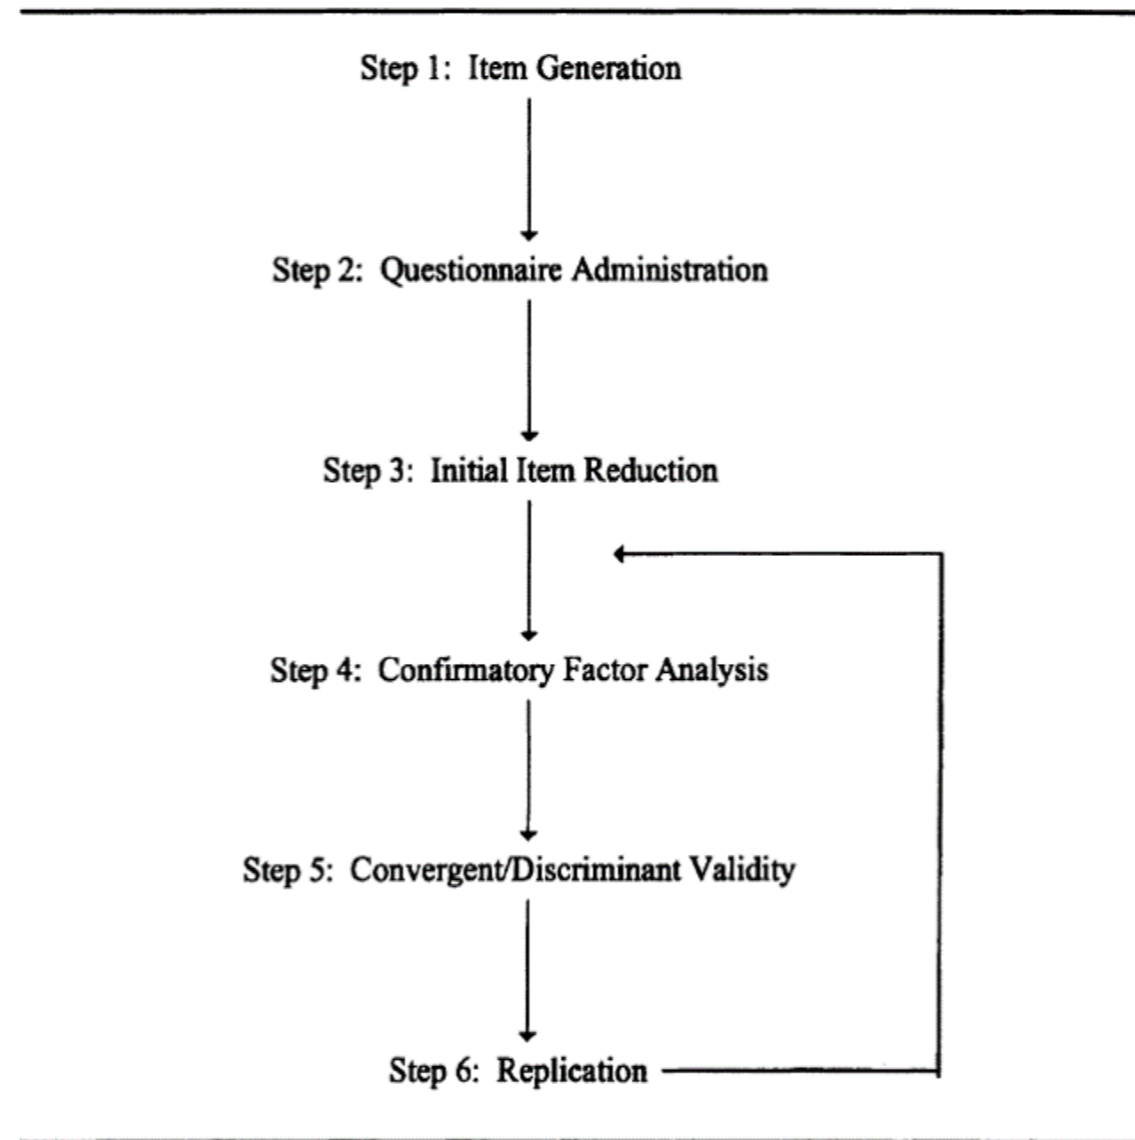 Step 1: Item Generation
Step 2: Questionnaire Administration
Step 3: Initial Item Reduction
Step 4: Confirmatory Factor Analysis
Step 5: Convergent/Discriminant Validity
Step 6: Replication